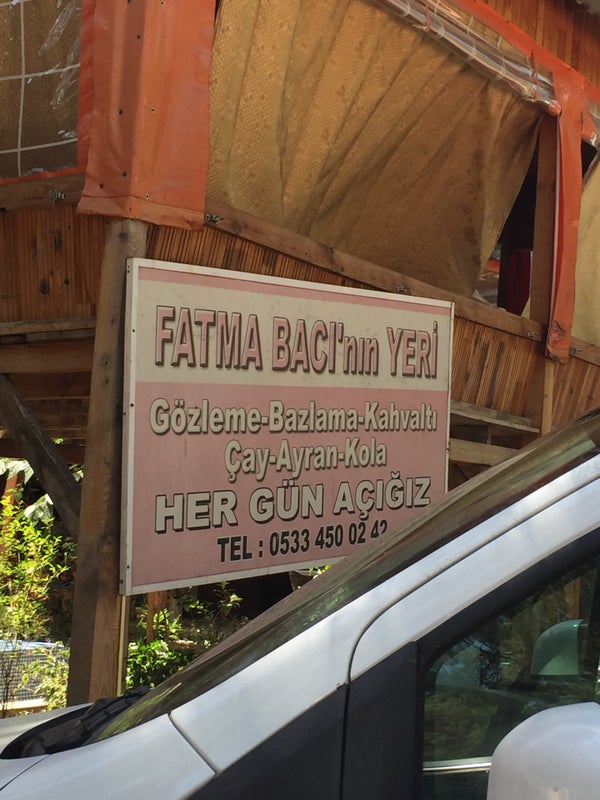 FATMA BACI'nın YERİ
Gözleme-Bazlama-Kahvaltı
Çay-Ayran-Kola
HER GÜN AÇIĞIZ
TEL : 0533 450 02 42